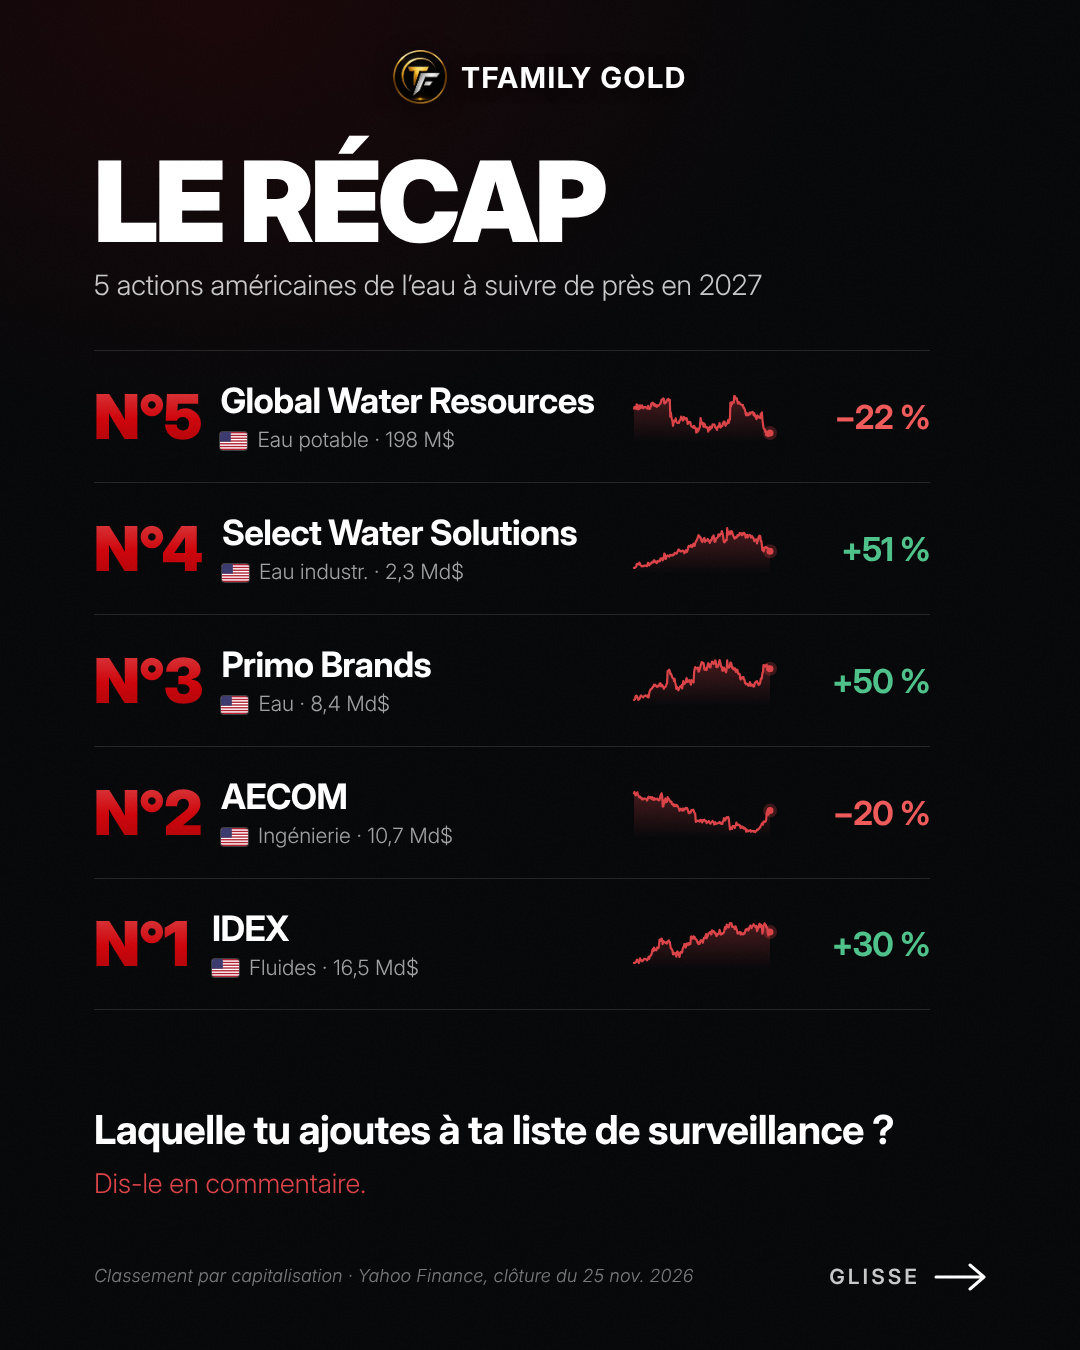 TF TFAMILY GOLD
LE RÉCAP
5 actions américaines de l’eau à suivre de près en 2027
N°5 Global Water Resources −22 %
Eau potable · 198 M$
N°4 Select Water Solutions +51 %
Eau industr. · 2,3 Md$
N°3 Primo Brands +50 %
Eau · 8,4 Md$
N°2 AECOM −20 %
Ingénierie · 10,7 Md$
N°1 IDEX +30 %
Fluides · 16,5 Md$
Laquelle tu ajoutes à ta liste de surveillance ?
Dis-le en commentaire.
Classement par capitalisation · Yahoo Finance, clôture du 25 nov. 2026
GLISSE